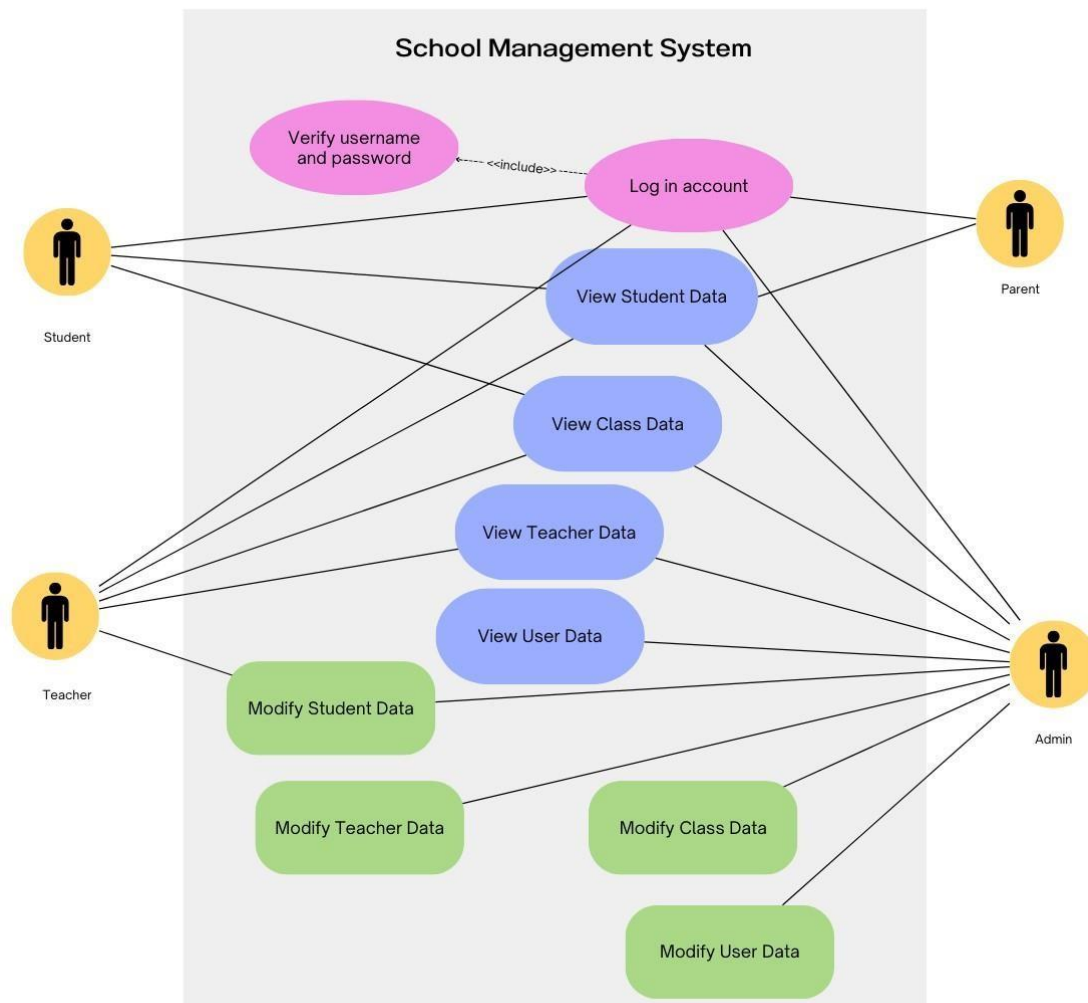 School Management System
Verify username
and password
<<include>>
Log in account
Student
Parent
View Student Data
View Class Data
View Teacher Data
View User Data
Teacher
Modify Student Data
Admin
Modify Teacher Data
Modify Class Data
Modify User Data